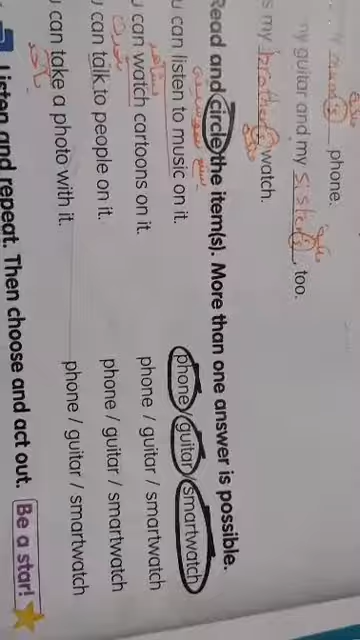 phone.
my guitar and my sister(s), too.
s my brother(s) watch.
Read and circle the item(s). More than one answer is possible.
u can listen to music on it. phone / guitar / smartwatch
u can watch cartoons on it. phone / guitar / smartwatch
u can talk to people on it. phone / guitar / smartwatch
u can take a photo with it. phone / guitar / smartwatch
Listen and repeat. Then choose and act out. Be a star!